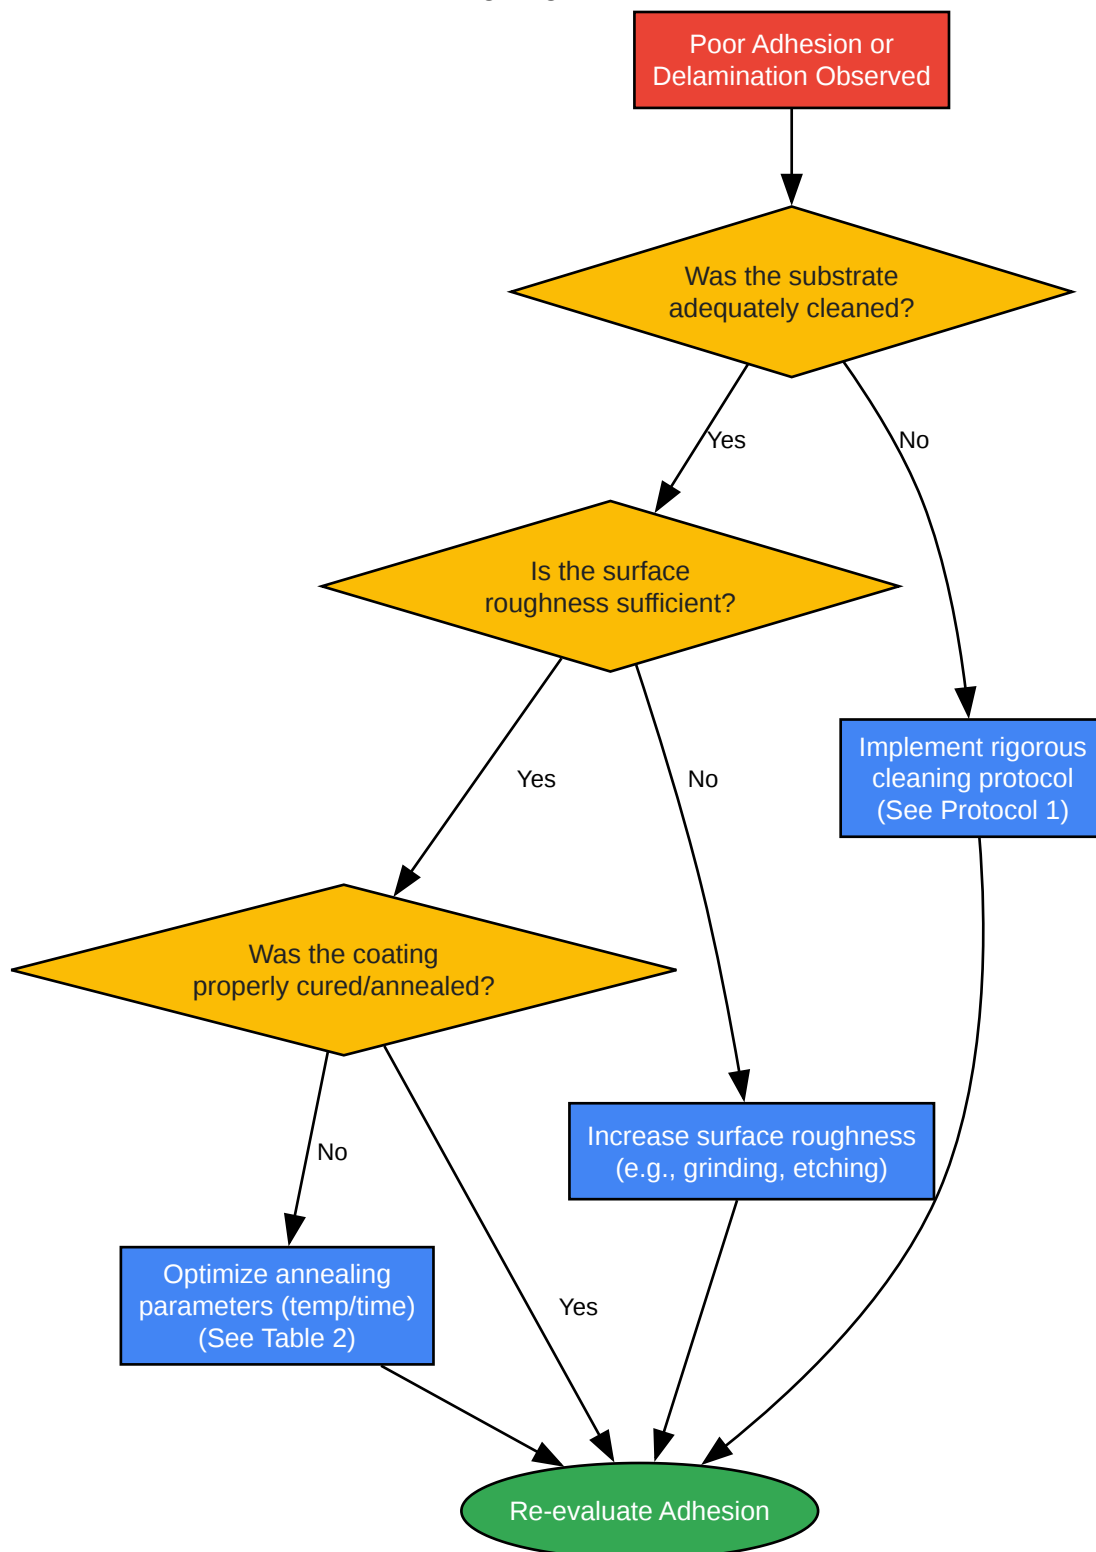 Poor Adhesion or
Delamination Observed
Was the substrate
adequately cleaned?
Yes
No
Is the surface
roughness sufficient?
Implement rigorous
cleaning protocol
(See Protocol 1)
Yes
No
Was the coating
properly cured/annealed?
Increase surface roughness
(e.g., grinding, etching)
No
Optimize annealing
parameters (temp/time)
(See Table 2)
Yes
Re-evaluate Adhesion